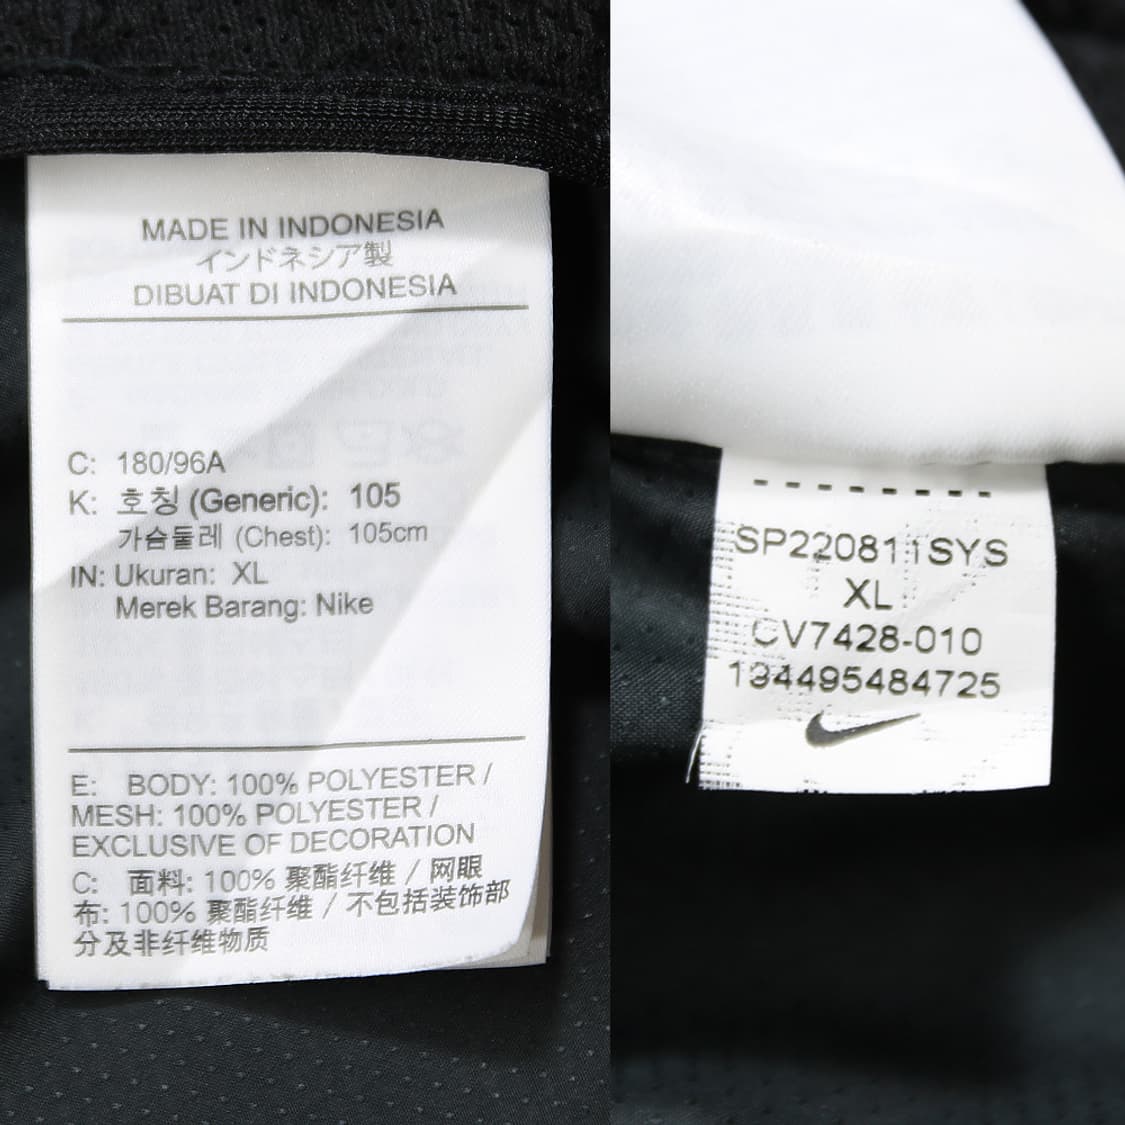 MADE IN INDONESIA
インドネシア製
DIBUAT DI INDONESIA
C: 180/96A
K: 호칭 (Generic): 105
가슴둘레 (Chest): 105cm
IN: Ukuran: XL
Merek Barang: Nike
E: BODY: 100% POLYESTER /
MESH: 100% POLYESTER /
EXCLUSIVE OF DECORATION
C: 面料: 100% 聚酯纤维 / 网眼
布: 100% 聚酯纤维 / 不包括装饰部
分及非纤维物质
SP220811SYS
XL
CV7428-010
194495484725